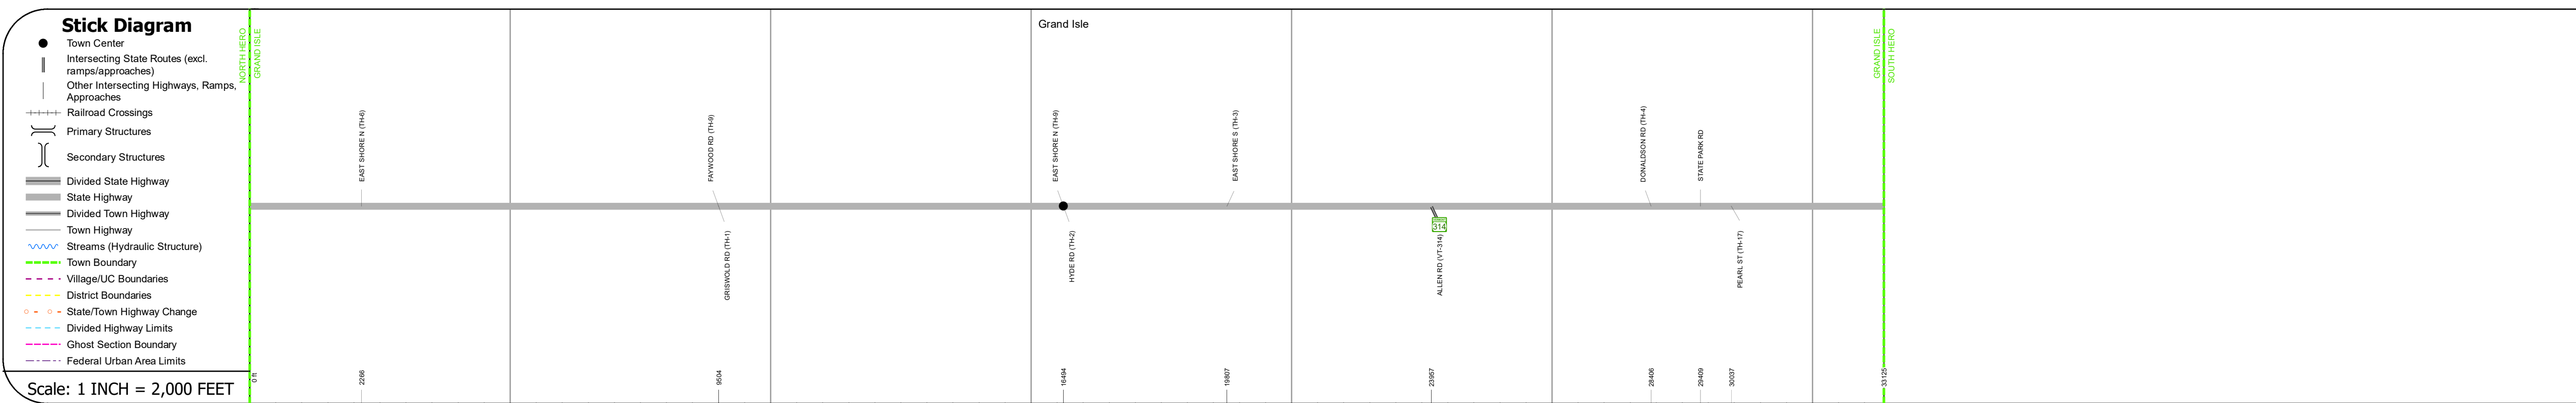 Stick Diagram
Town Center
Intersecting State Routes (excl.
ramps/approaches)
Other Intersecting Highways, Ramps,
Approaches
Railroad Crossings
Primary Structures
Secondary Structures
Divided State Highway
State Highway
Divided Town Highway
Town Highway
Streams (Hydraulic Structure)
Town Boundary
Village/UC Boundaries
District Boundaries
State/Town Highway Change
Divided Highway Limits
Ghost Section Boundary
Federal Urban Area Limits
Scale: 1 INCH = 2,000 FEET
NORTH HERO
GRAND ISLE
Grand Isle
GRAND ISLE
SOUTH HERO
EAST SHORE N (TH-6)
FAYWOOD RD (TH-9)
EAST SHORE N (TH-9)
EAST SHORE S (TH-3)
DONALDSON RD (TH-4)
STATE PARK RD
GRISWOLD RD (TH-1)
HYDE RD (TH-2)
314
ALLEN RD (VT-314)
PEARL ST (TH-17)
0 ft
2266
9504
16494
19807
23957
28406
29409
30037
33125